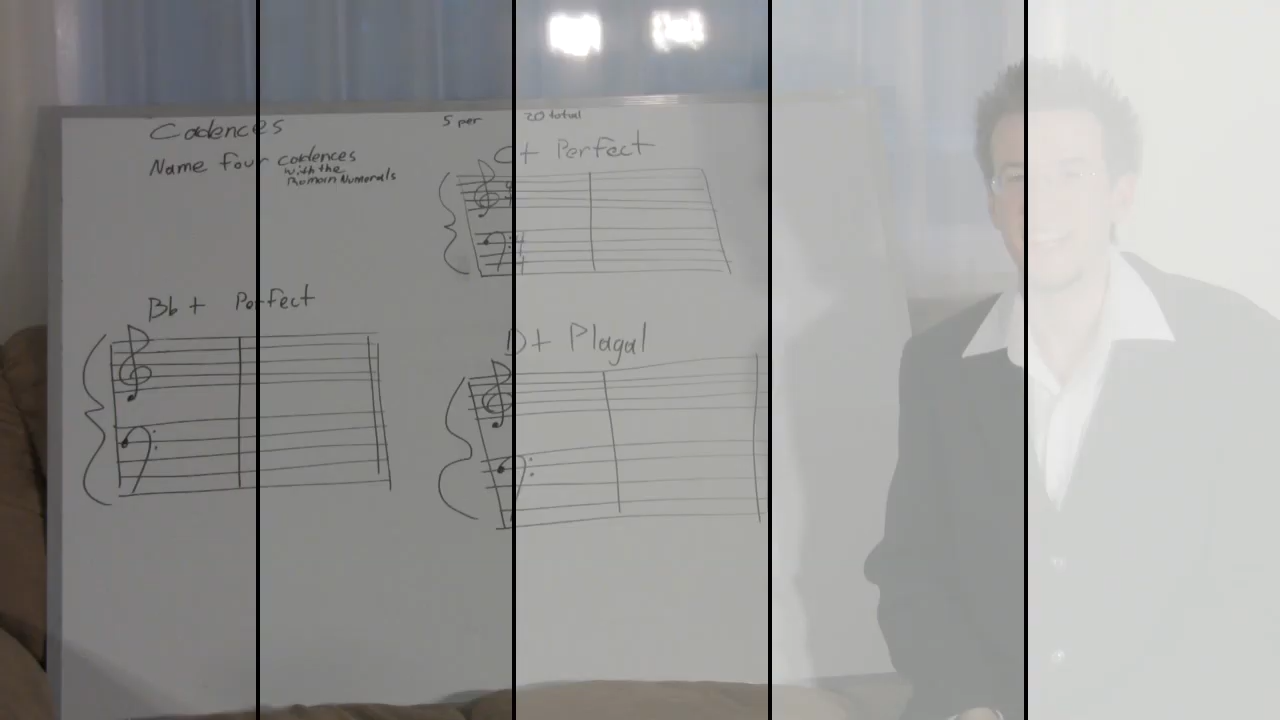 Cadences
5 per 20 total
Name four cadences
with the
Roman Numerals
C+ Perfect
Bb + Perfect
D+ Plagal